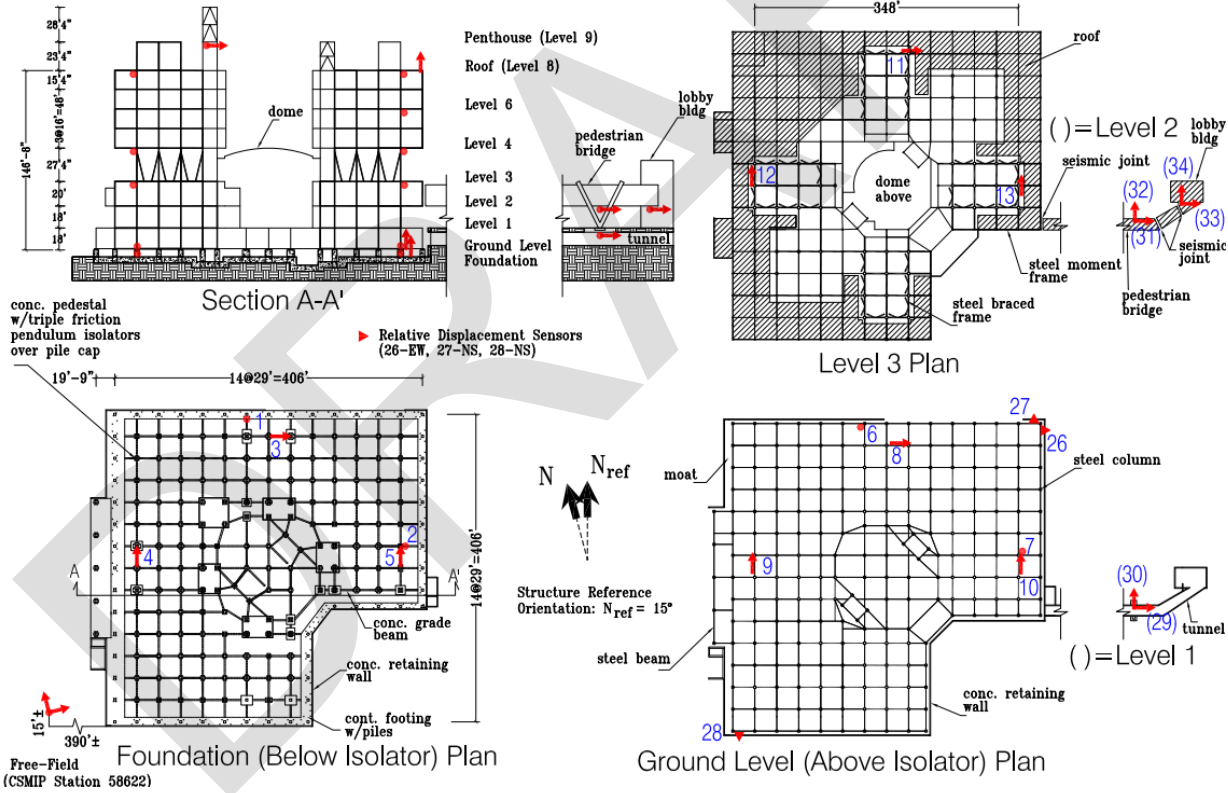 DRAFT
28'4"
23'4"
15'4"
3@16'=48'
27'4"
20'
18'
18'
146'-8"
dome
Penthouse (Level 9)
Roof (Level 8)
Level 6
Level 4
Level 3
Level 2
Level 1
Ground Level
Foundation
pedestrian
bridge
lobby
bldg
tunnel
Section A-A'
348'
roof
11
12
13
dome
above
( )=Level 2
lobby
bldg
seismic joint
(34)
(32)
(33)
(31)
seismic
joint
steel moment
frame
pedestrian
bridge
steel braced
frame
Level 3 Plan
conc. pedestal
w/triple friction
pendulum isolators
over pile cap
Relative Displacement Sensors
(26-EW, 27-NS, 28-NS)
19'-9"
14@29'=406'
1
3
2
4
5
A
A'
14@29'=406'
conc. grade
beam
conc. retaining
wall
cont. footing
w/piles
15'±
390'±
Free-Field
(CSMIP Station 58622)
Foundation (Below Isolator) Plan
N
Nref
Structure Reference
Orientation: Nref = 15°
27
26
6
8
moat
steel column
7
9
10
(30)
(29)
tunnel
( )=Level 1
steel beam
conc. retaining
wall
28
Ground Level (Above Isolator) Plan